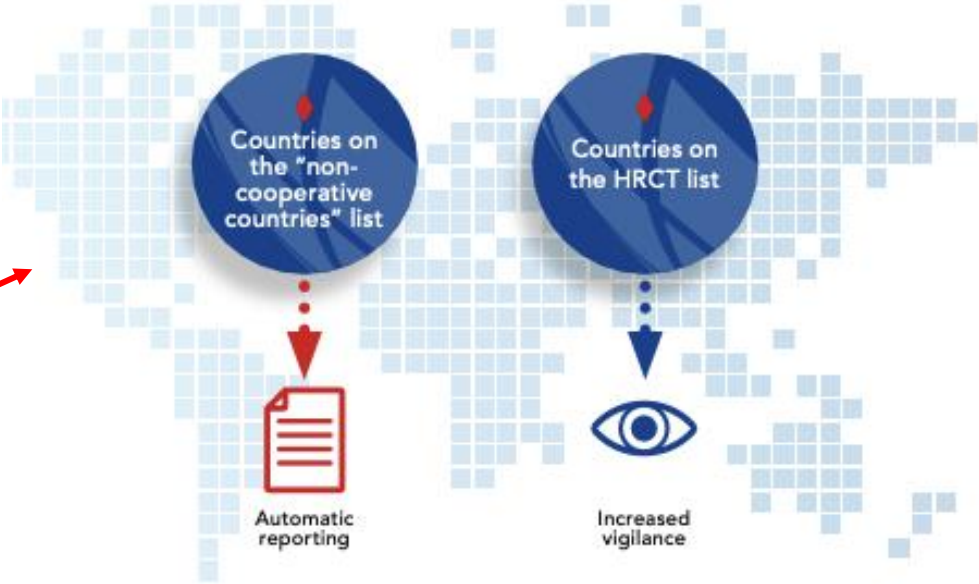 Countries on
the "non-
cooperative
countries" list
Countries on
the HRCT list
Automatic
reporting
Increased
vigilance